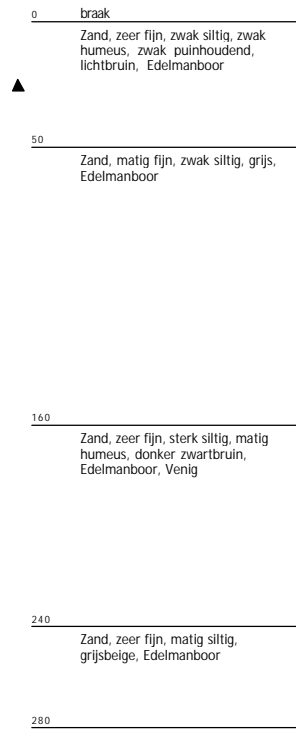 0 braak
Zand, zeer fijn, zwak siltig, zwak
humeus, zwak puinhoudend,
lichtbruin, Edelmanboor
50
Zand, matig fijn, zwak siltig, grijs,
Edelmanboor
160
Zand, zeer fijn, sterk siltig, matig
humeus, donker zwartbruin,
Edelmanboor, Venig
240
Zand, zeer fijn, matig siltig,
grijsbeige, Edelmanboor
280